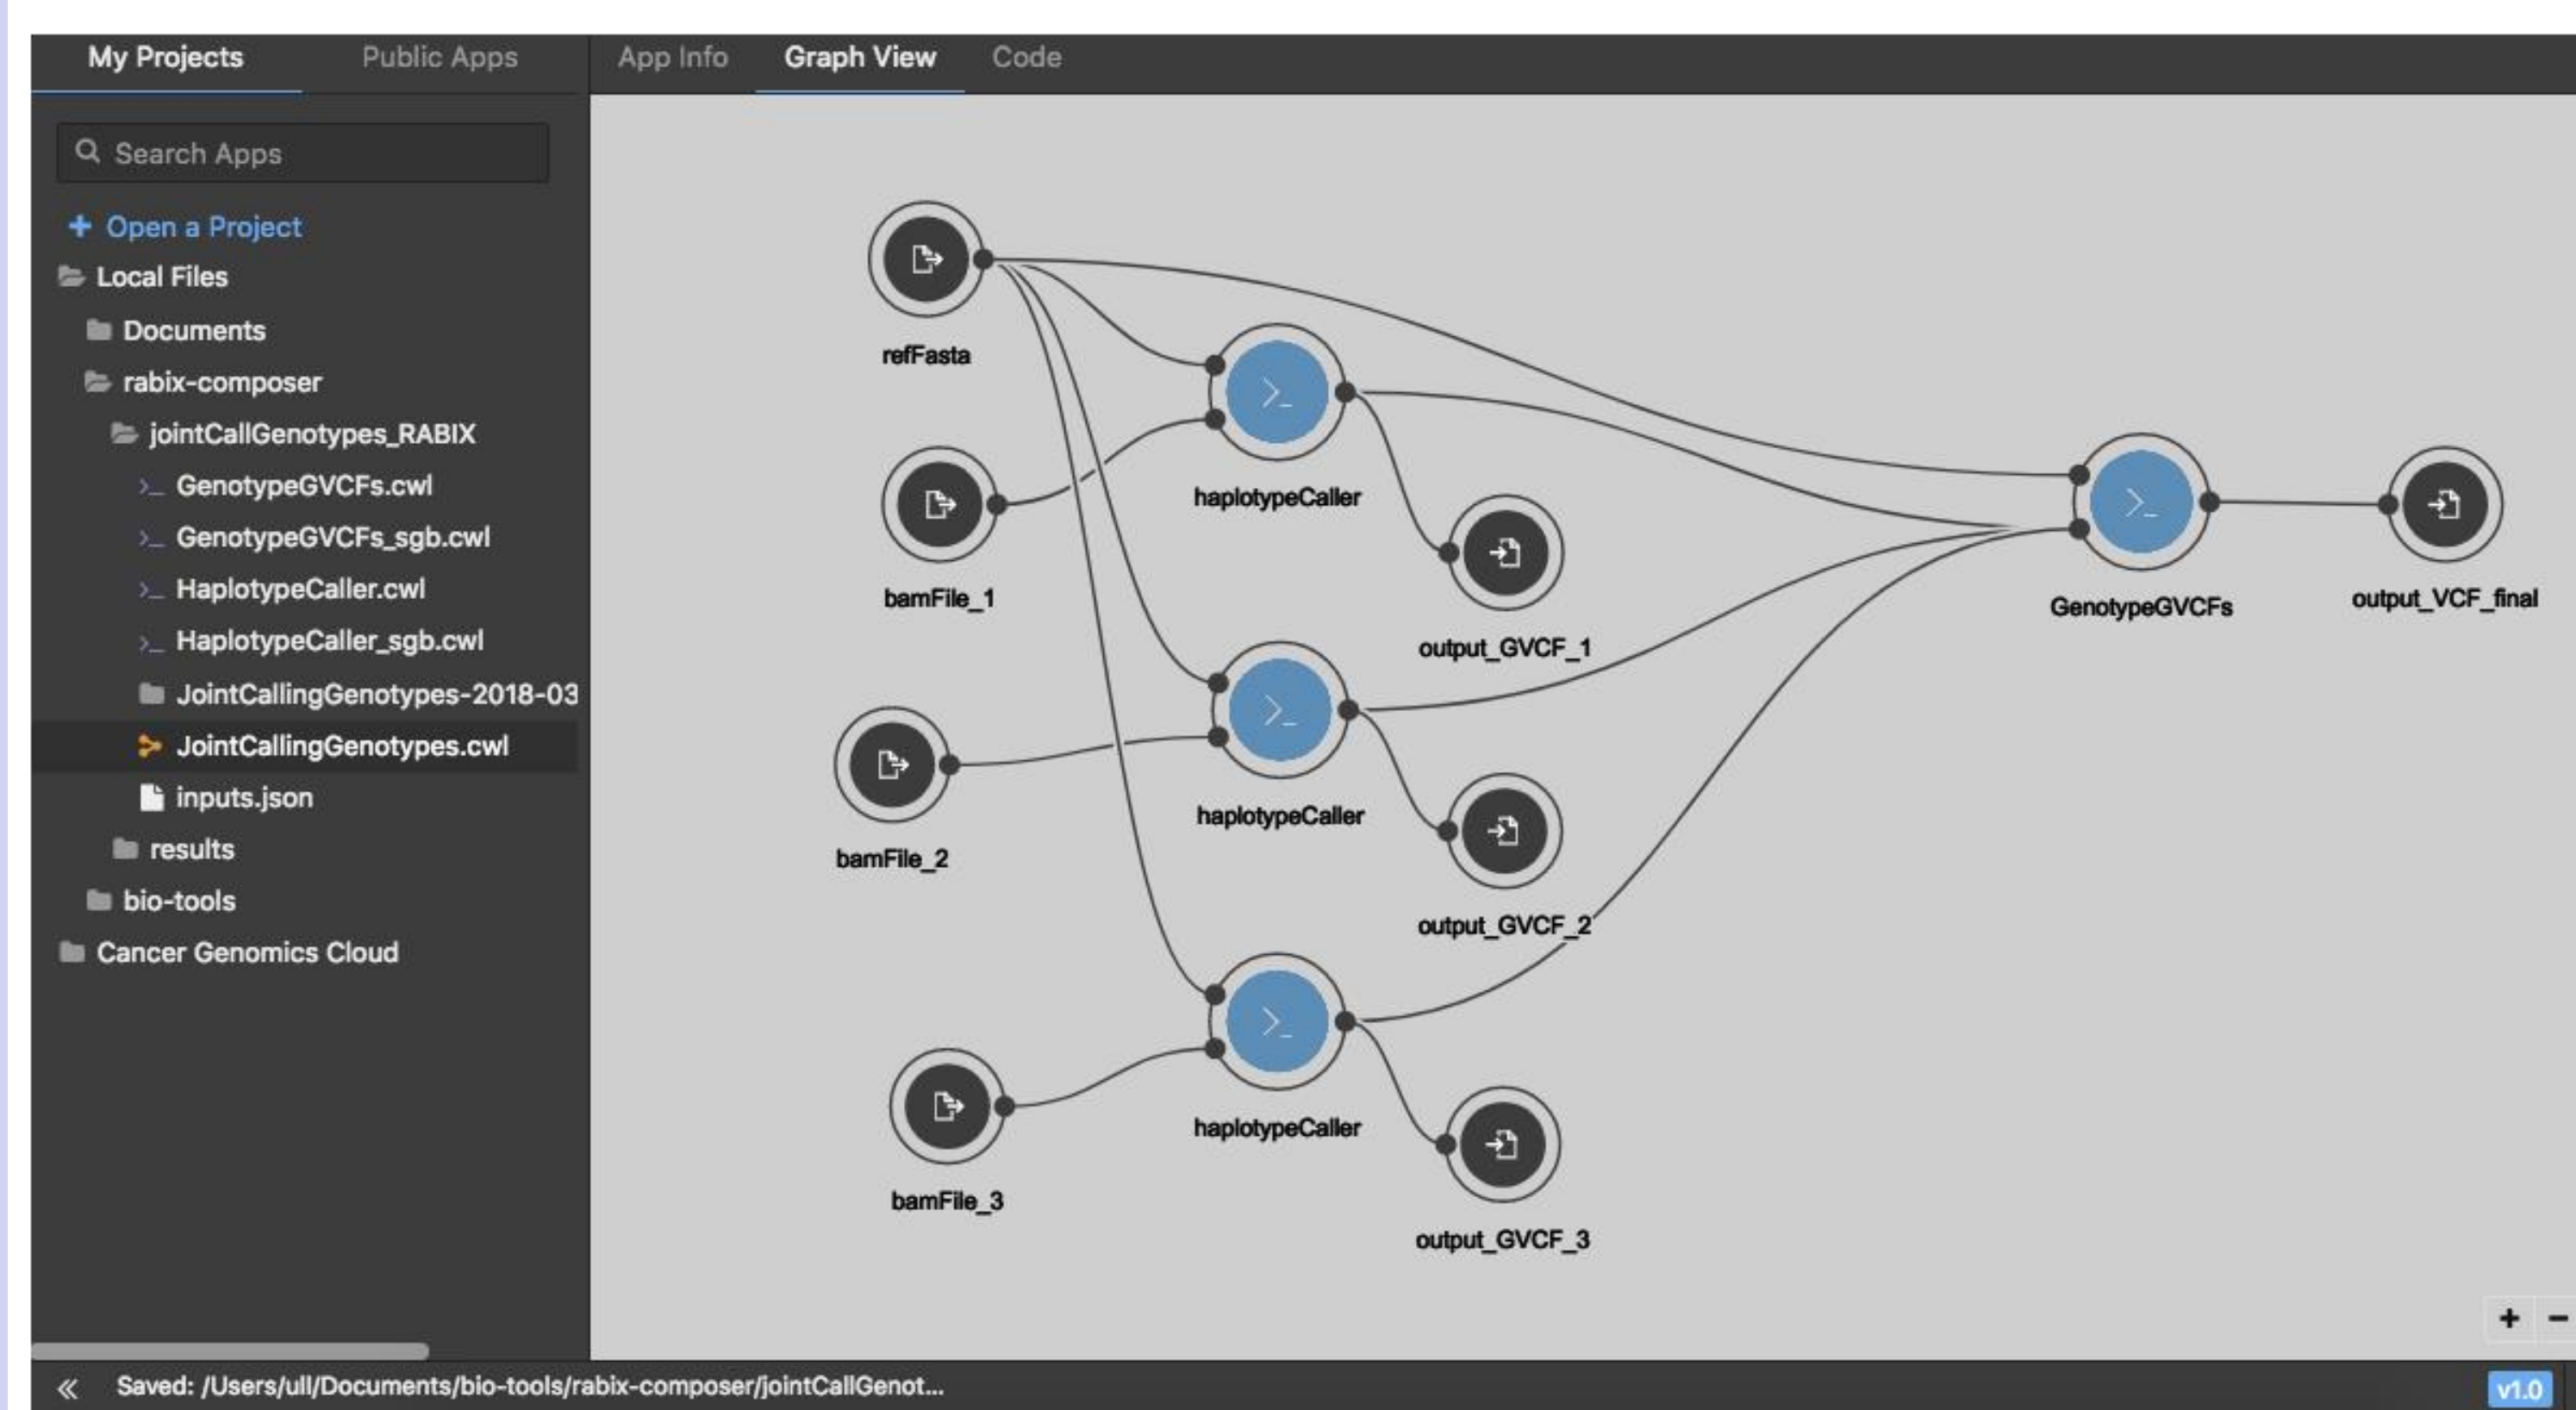 My Projects
Public Apps
App Info
Graph View
Code
Search Apps
+ Open a Project
Local Files
Documents
rabix-composer
jointCallGenotypes_RABIX
>_ GenotypeGVCFs.cwl
>_ GenotypeGVCFs_sgb.cwl
>_ HaplotypeCaller.cwl
>_ HaplotypeCaller_sgb.cwl
JointCallingGenotypes-2018-03
JointCallingGenotypes.cwl
inputs.json
results
bio-tools
Cancer Genomics Cloud
refFasta
haplotypeCaller
bamFile_1
output_GVCF_1
GenotypeGVCFs
output_VCF_final
haplotypeCaller
bamFile_2
output_GVCF_2
haplotypeCaller
bamFile_3
output_GVCF_3
+ −
« Saved: /Users/ull/Documents/bio-tools/rabix-composer/jointCallGenot...
v1.0